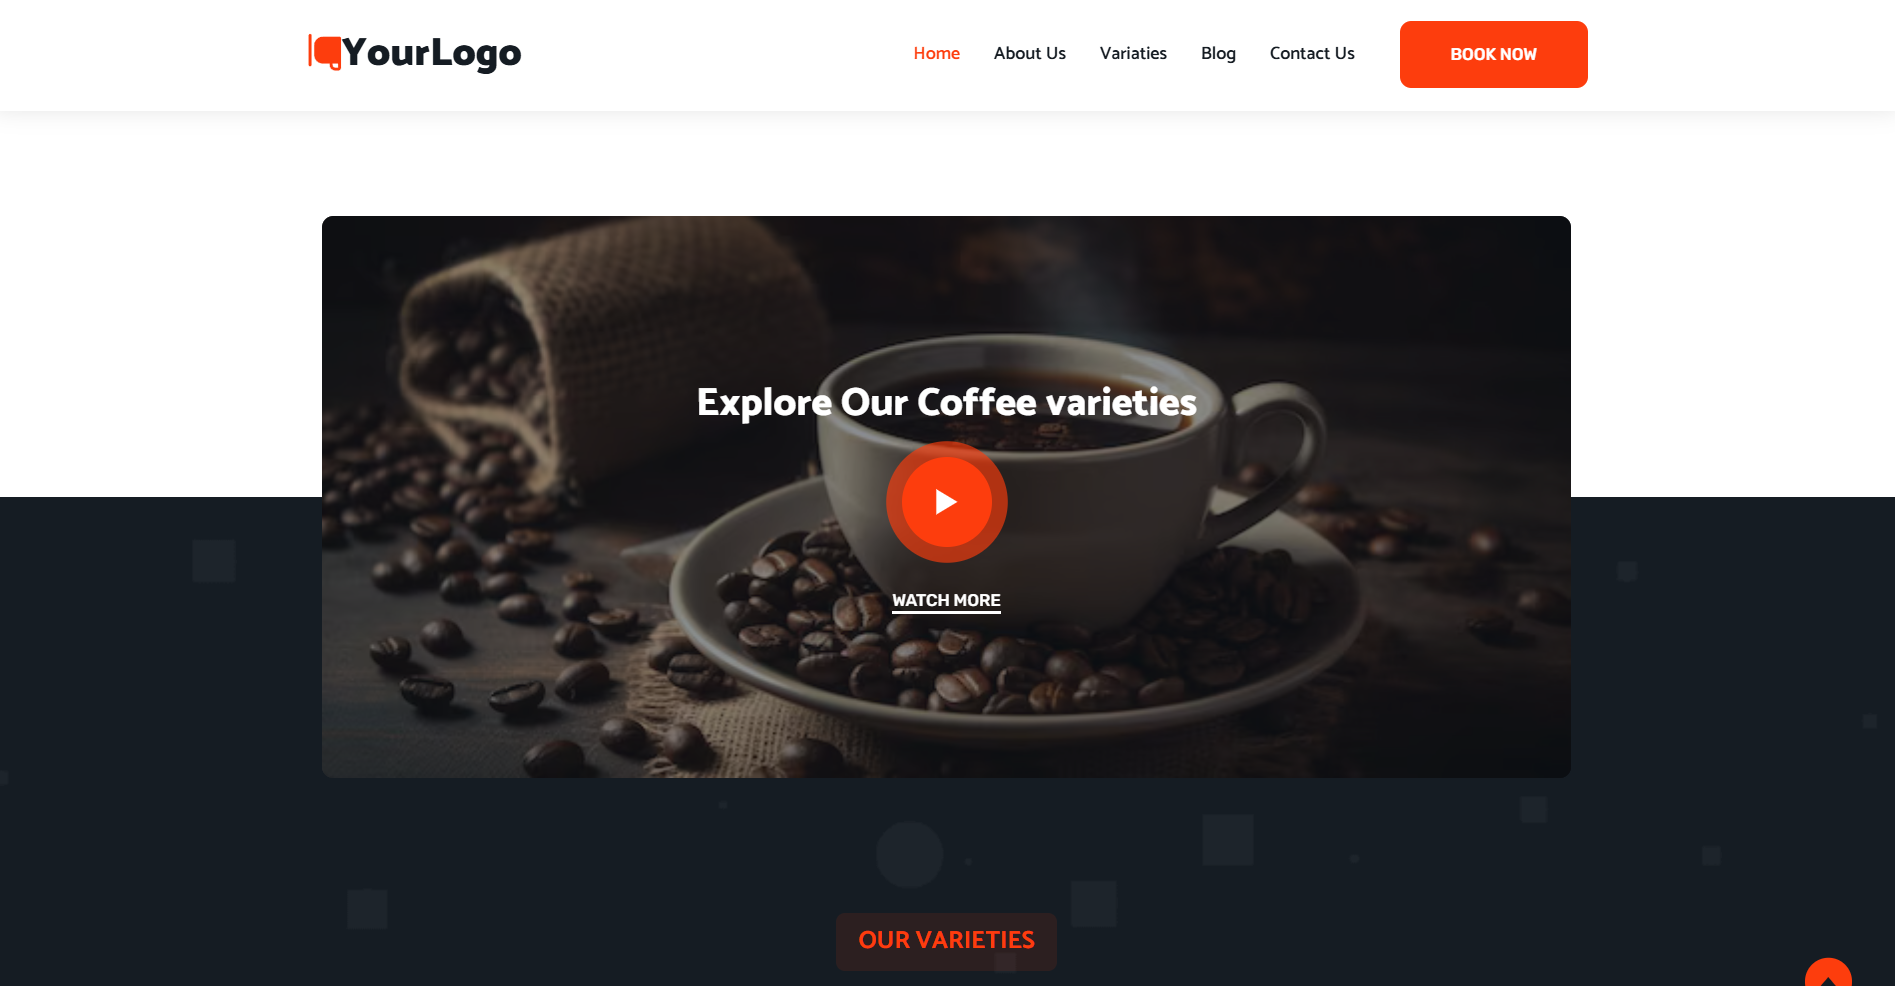 YourLogo
Home About Us Variaties Blog Contact Us BOOK NOW
Explore Our Coffee varieties
WATCH MORE
OUR VARIETIES